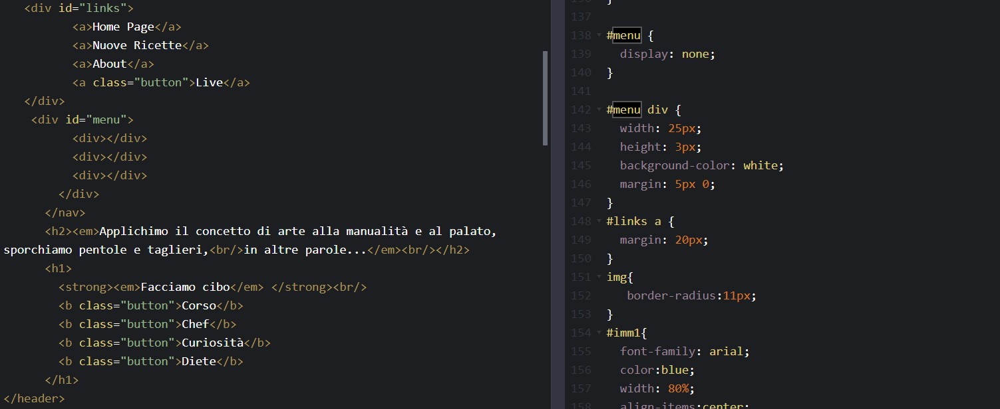 <div id="links">
<a>Home Page</a>
<a>Nuove Ricette</a>
<a>About</a>
<a class="button">Live</a>
</div>
<div id="menu">
<div></div>
<div></div>
<div></div>
</div>
</nav>
<h2><em>Applichimo il concetto di arte alla manualità e al palato,
sporchiamo pentole e taglieri,<br/>in altre parole...</em><br/></h2>
<h1>
<strong><em>Facciamo cibo</em> </strong><br/>
<b class="button">Corso</b>
<b class="button">Chef</b>
<b class="button">Curiosità</b>
<b class="button">Diete</b>
</h1>
</header>
136 }
137
138 #menu {
139 display: none;
140 }
141
142 #menu div {
143 width: 25px;
144 height: 3px;
145 background-color: white;
146 margin: 5px 0;
147 }
148 #links a {
149 margin: 20px;
150 }
151 img{
152 border-radius:11px;
153 }
154 #imm1{
155 font-family: arial;
156 color:blue;
157 width: 80%;
158 align-items:center;